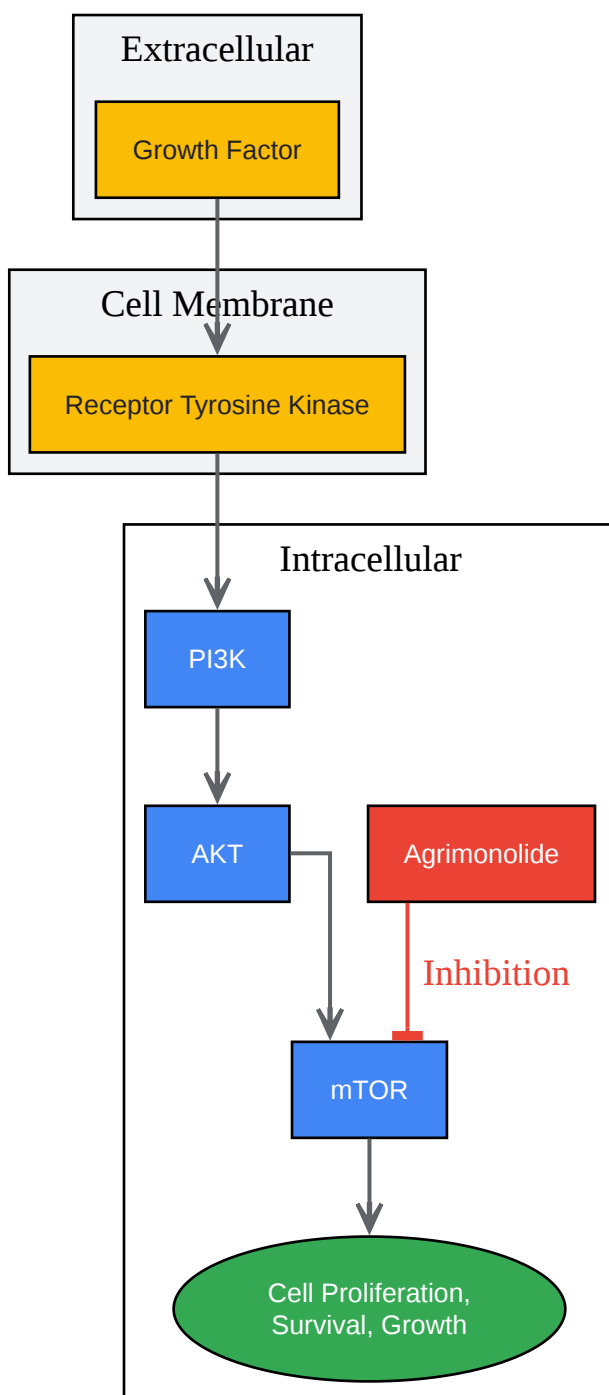 Extracellular
Growth Factor
Cell Membrane
Receptor Tyrosine Kinase
Intracellular
PI3K
AKT
Agrimonolide
Inhibition
mTOR
Cell Proliferation,
Survival, Growth